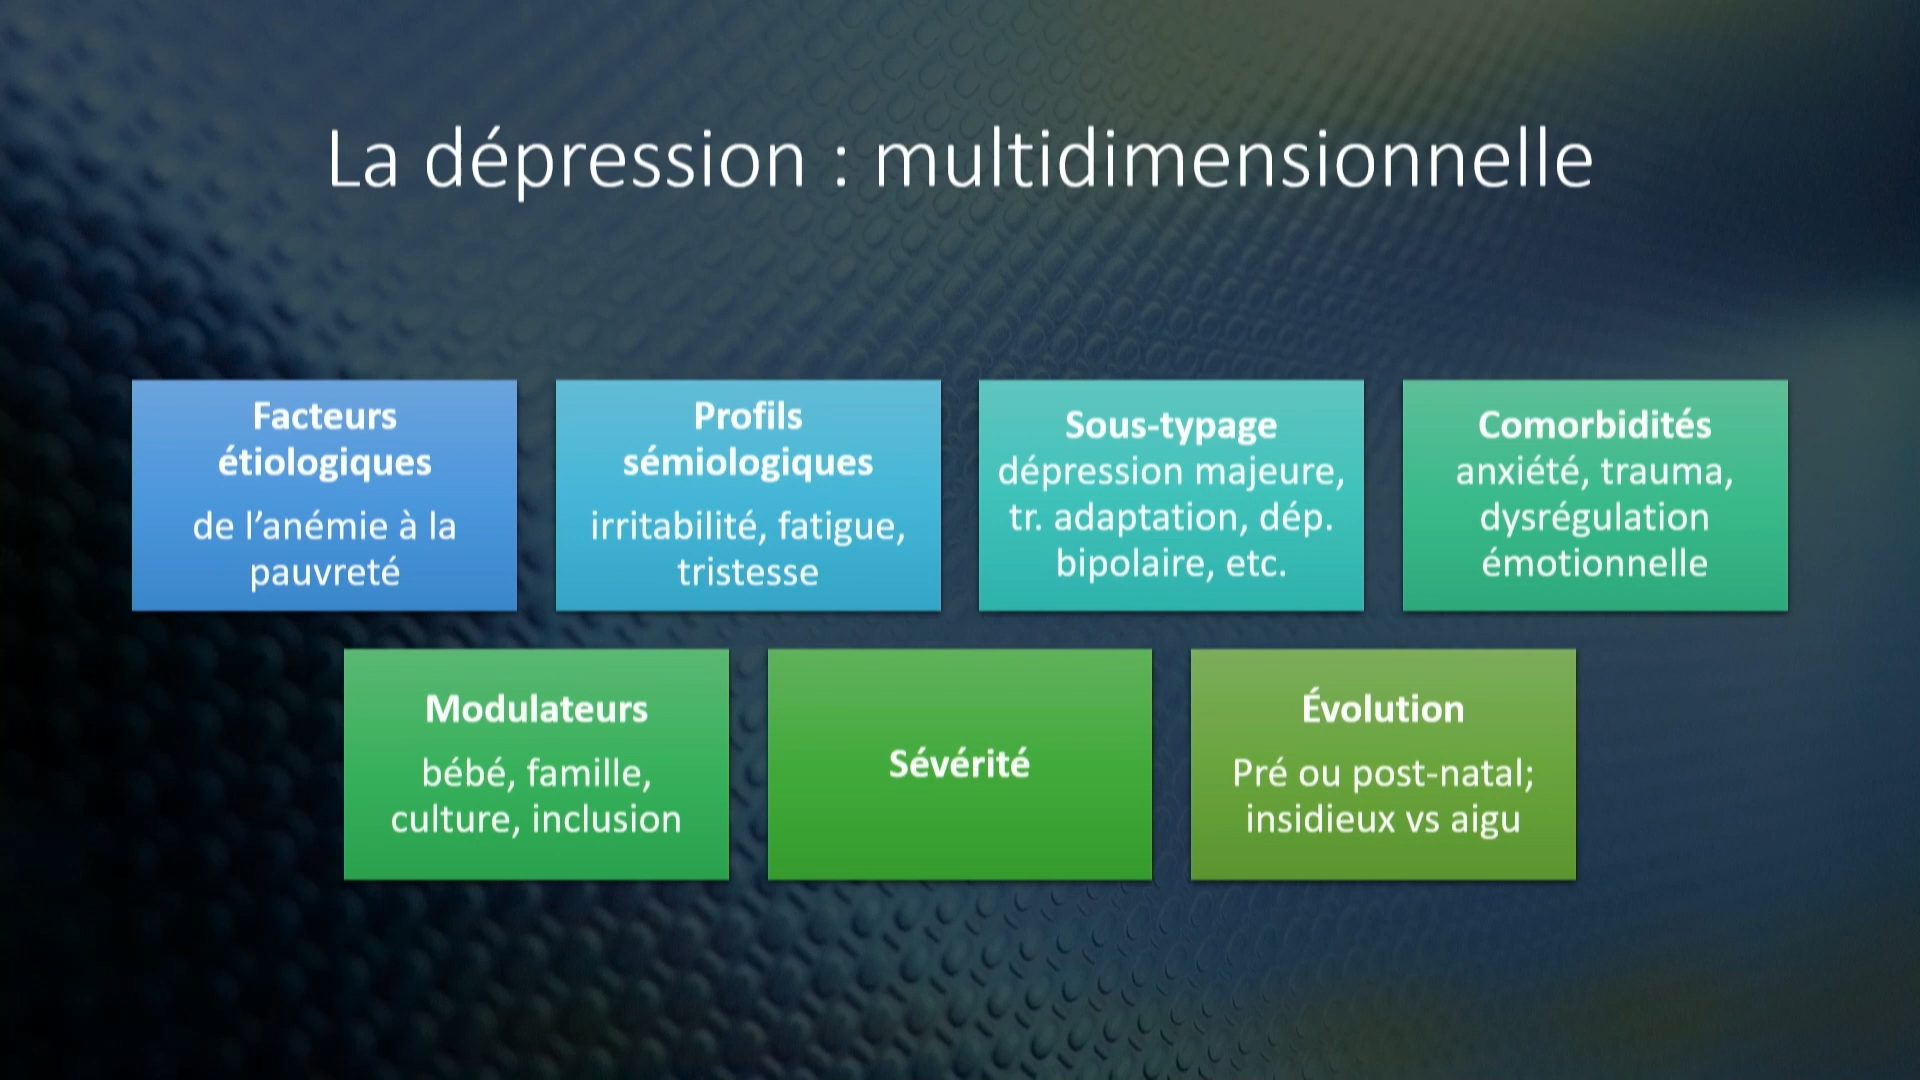 La dépression : multidimensionnelle
Facteurs
étiologiques
de l’anémie à la
pauvreté
Profils
sémiologiques
irritabilité, fatigue,
tristesse
Sous-typage
dépression majeure,
tr. adaptation, dép.
bipolaire, etc.
Comorbidités
anxiété, trauma,
dysrégulation
émotionnelle
Modulateurs
bébé, famille,
culture, inclusion
Sévérité
Évolution
Pré ou post-natal;
insidieux vs aigu